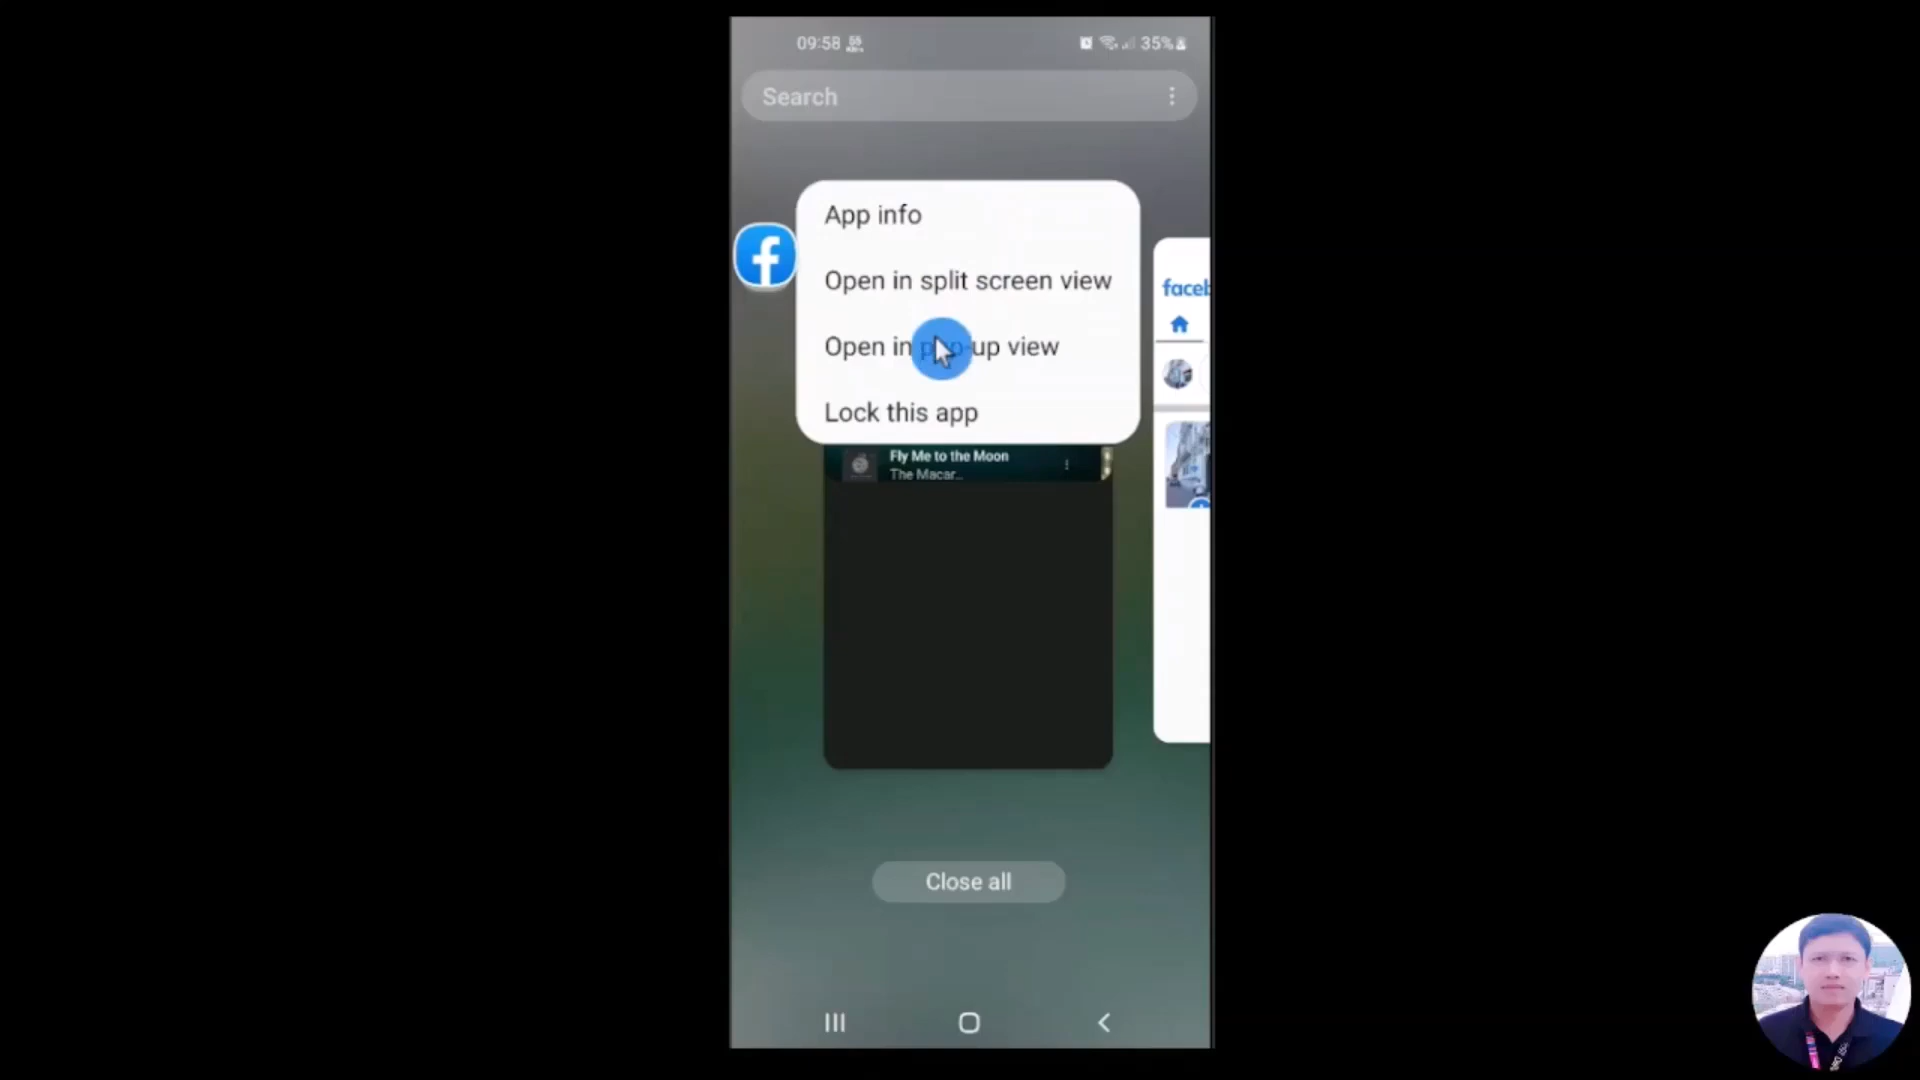 09:58
35%
Search
App info
Open in split screen view
Open in pop-up view
Lock this app
faceb
Fly Me to the Moon
The Macar...
Close all